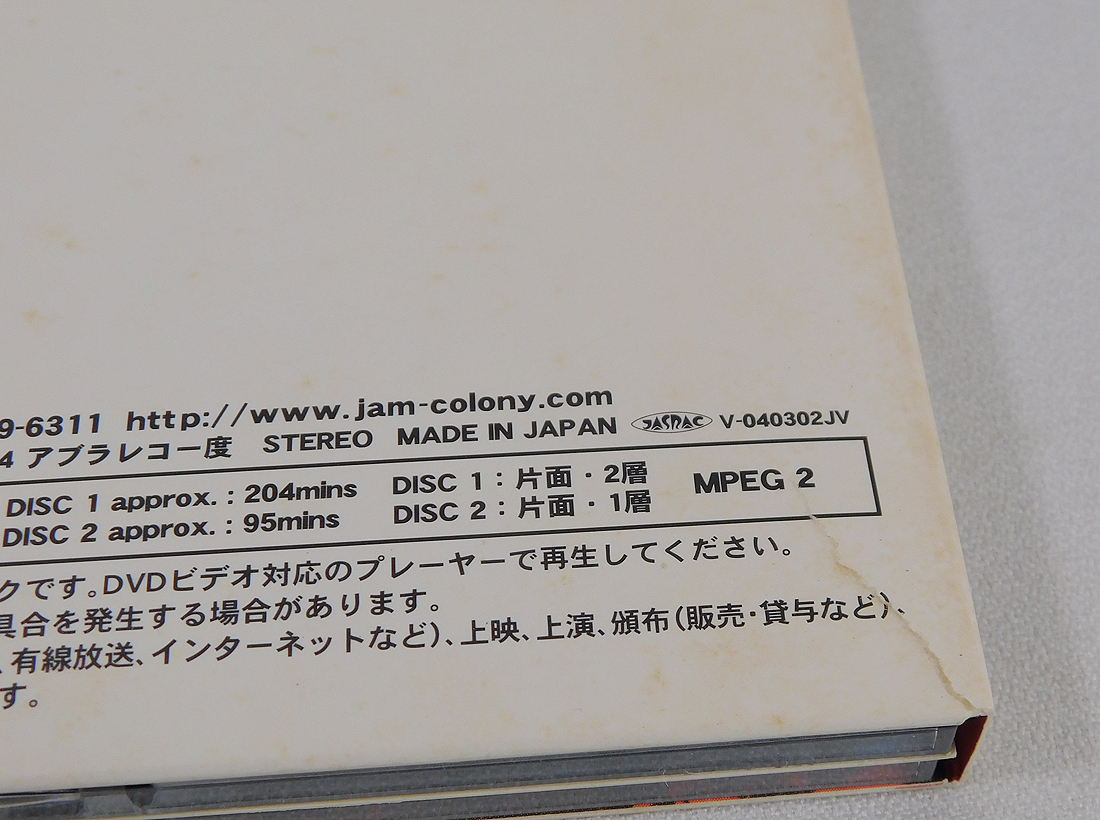 9-6311 http://www.jam-colony.com
4 アブラレコー度 STEREO MADE IN JAPAN JASRAC V-040302JV
DISC 1 approx. : 204mins DISC 1 : 片面・2層 MPEG 2
DISC 2 approx. : 95mins DISC 2 : 片面・1層
クです。DVDビデオ対応のプレーヤーで再生してください。
具合を発生する場合があります。
、有線放送、インターネットなど)、上映、上演、頒布(販売・貸与など)、
す。